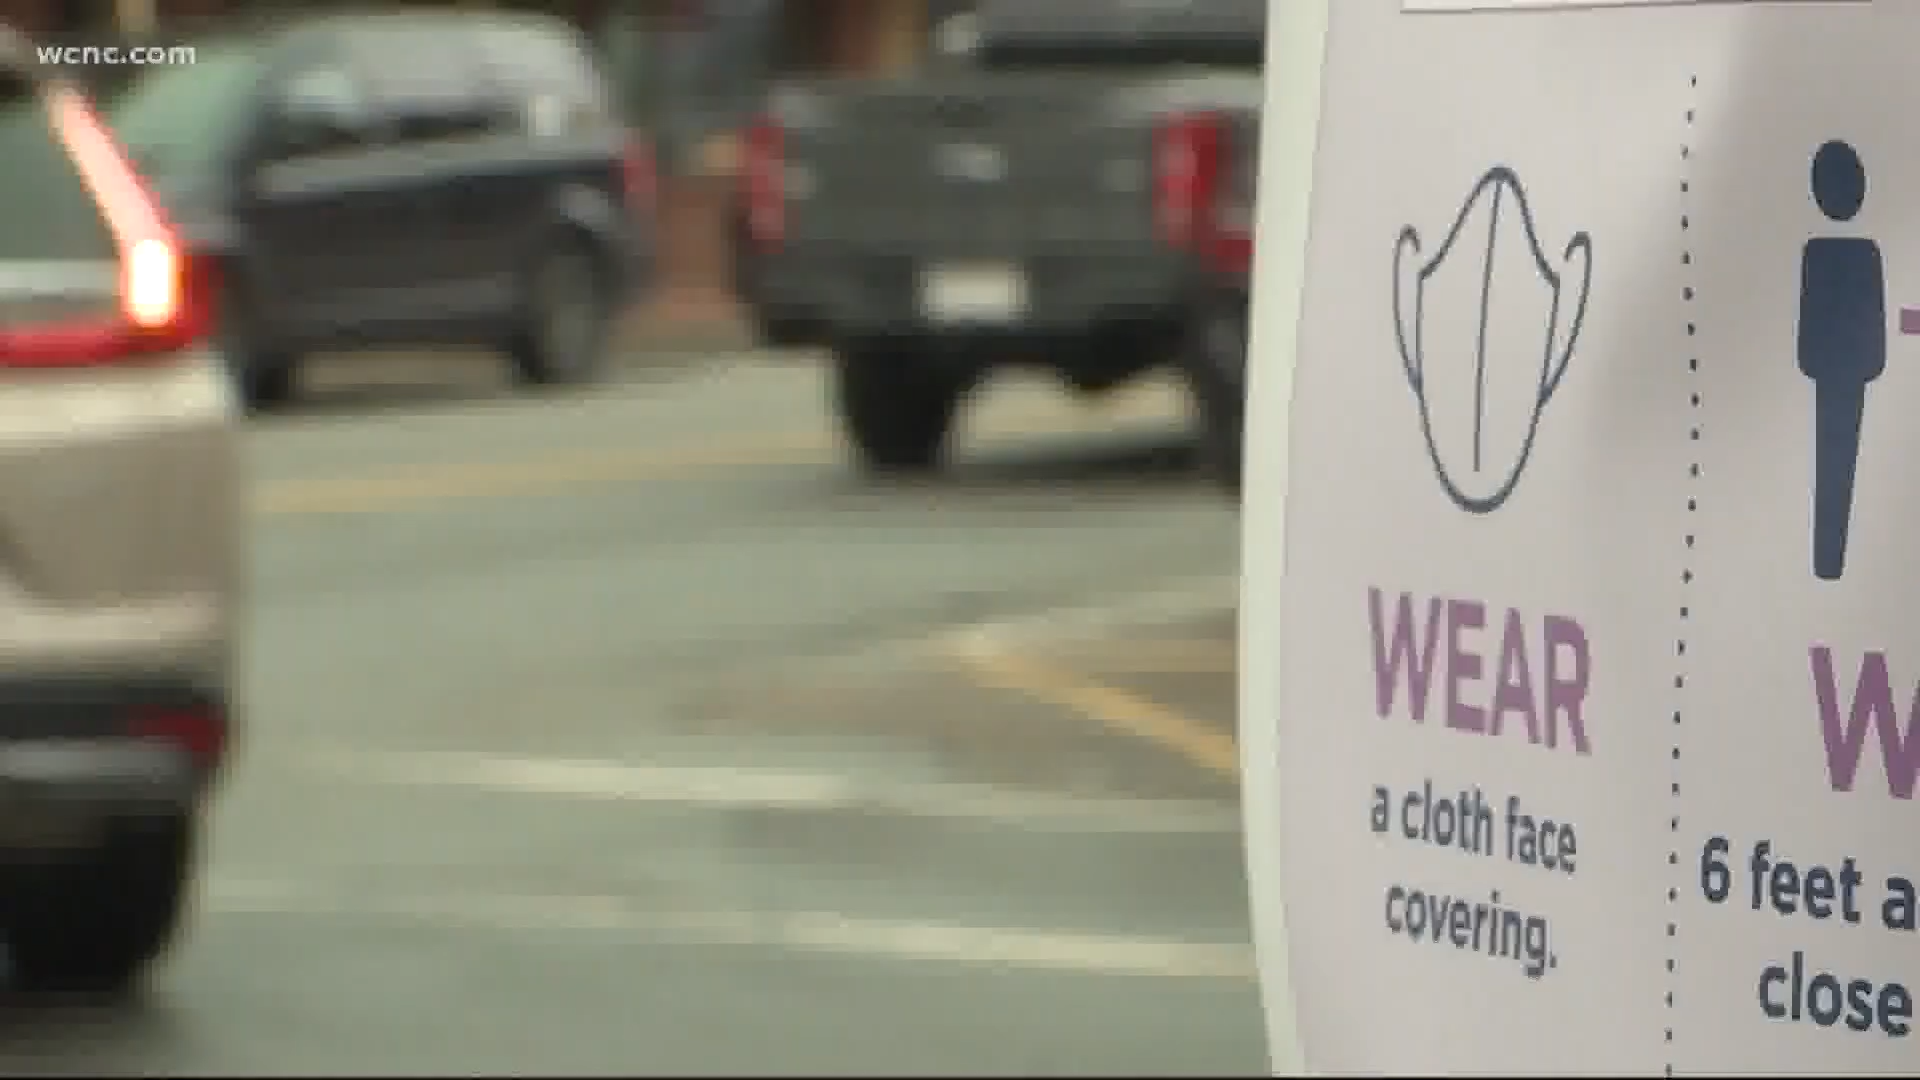 wcnc.com
WEAR
a cloth face
covering.
W
6 feet a
close